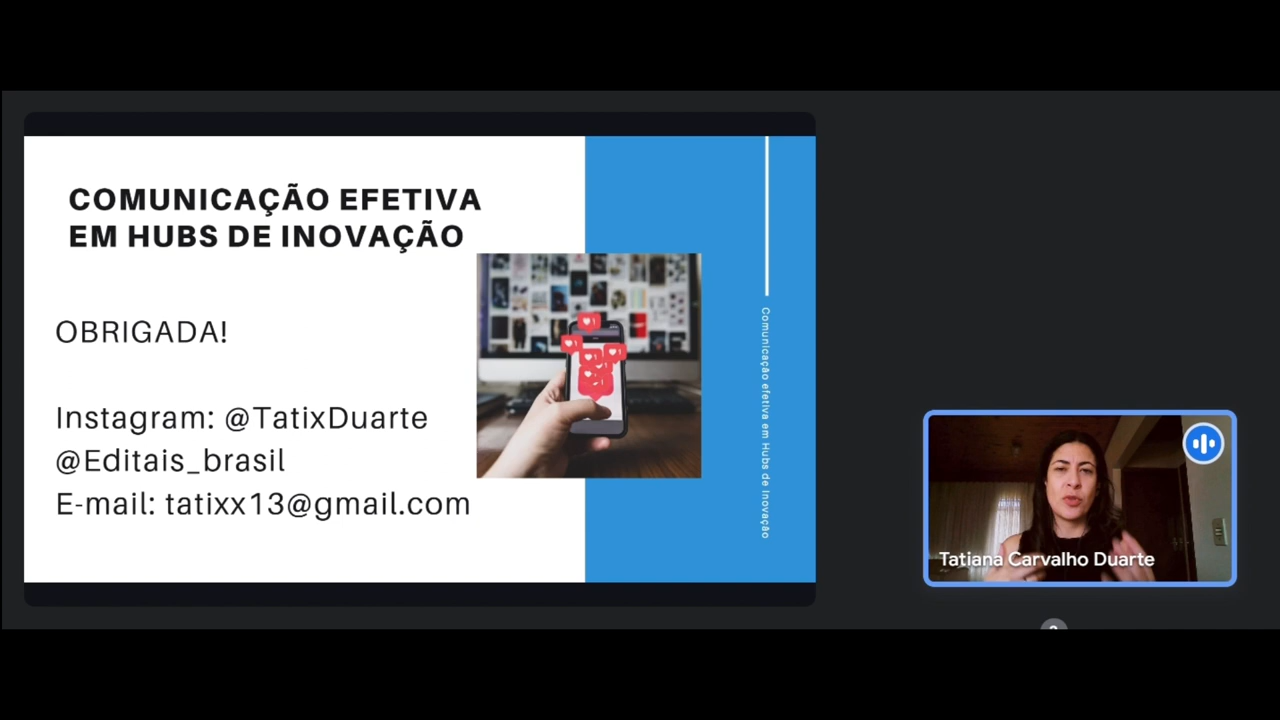 COMUNICAÇÃO EFETIVA
EM HUBS DE INOVAÇÃO
OBRIGADA!
Instagram: @TatixDuarte
@Editais_brasil
E-mail: tatixx13@gmail.com
Comunicação efetiva em Hubs de Inovação
Tatiana Carvalho Duarte